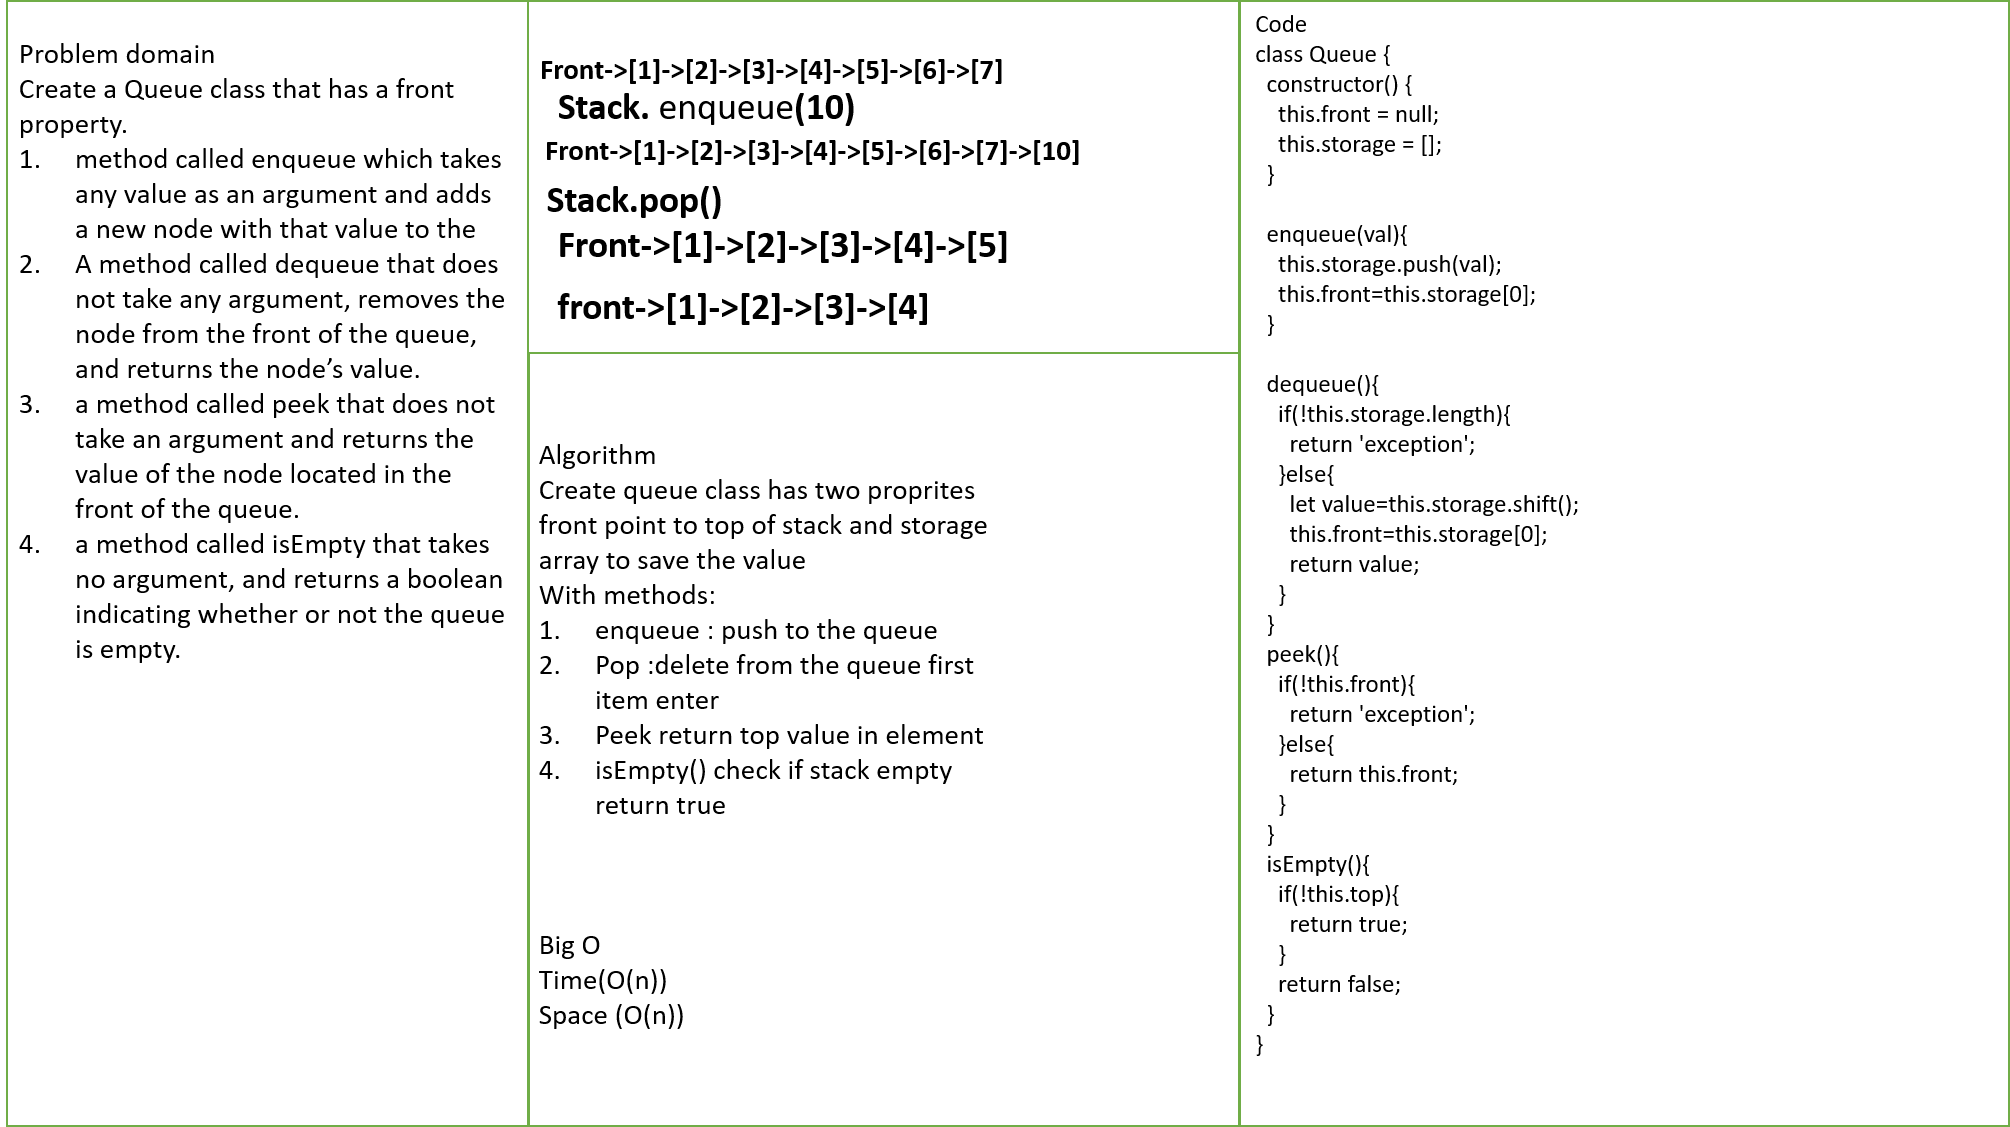 Problem domain
Create a Queue class that has a front
property.
1. method called enqueue which takes
any value as an argument and adds
a new node with that value to the
2. A method called dequeue that does
not take any argument, removes the
node from the front of the queue,
and returns the node’s value.
3. a method called peek that does not
take an argument and returns the
value of the node located in the
front of the queue.
4. a method called isEmpty that takes
no argument, and returns a boolean
indicating whether or not the queue
is empty.
Front->[1]->[2]->[3]->[4]->[5]->[6]->[7]
Stack. enqueue(10)
Front->[1]->[2]->[3]->[4]->[5]->[6]->[7]->[10]
Stack.pop()
Front->[1]->[2]->[3]->[4]->[5]
front->[1]->[2]->[3]->[4]
Algorithm
Create queue class has two proprites
front point to top of stack and storage
array to save the value
With methods:
1. enqueue : push to the queue
2. Pop :delete from the queue first
item enter
3. Peek return top value in element
4. isEmpty() check if stack empty
return true
Big O
Time(O(n))
Space (O(n))
Code
class Queue {
constructor() {
this.front = null;
this.storage = [];
}
enqueue(val){
this.storage.push(val);
this.front=this.storage[0];
}
dequeue(){
if(!this.storage.length){
return 'exception';
}else{
let value=this.storage.shift();
this.front=this.storage[0];
return value;
}
}
peek(){
if(!this.front){
return 'exception';
}else{
return this.front;
}
}
isEmpty(){
if(!this.top){
return true;
}
return false;
}
}